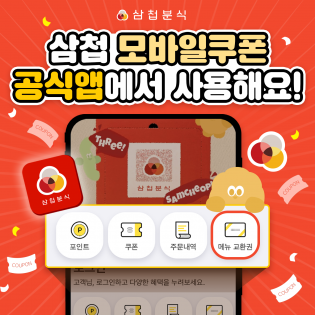 삼첩분식
삼첩 모바일쿠폰
공식앱에서 사용해요!
COUPON
THREE!
삼첩분식
SAMCHEOP!
삼첩분식
포인트
쿠폰
주문내역
메뉴 교환권
고객님, 로그인하고 다양한 혜택을 누려보세요.
COUPON
COUPON
COUPON